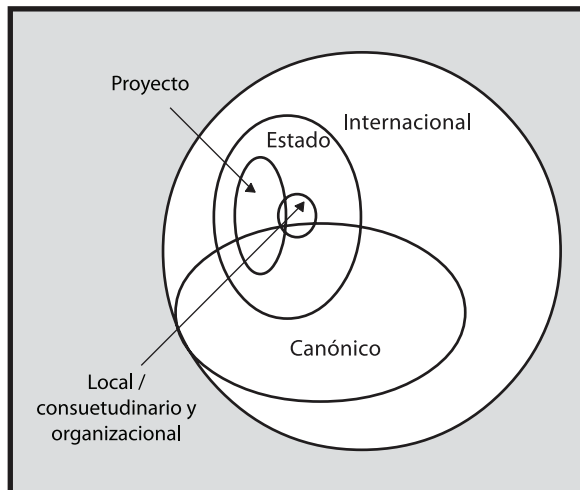 Proyecto
Internacional
Estado
Canónico
Local /
consuetudinario y
organizacional